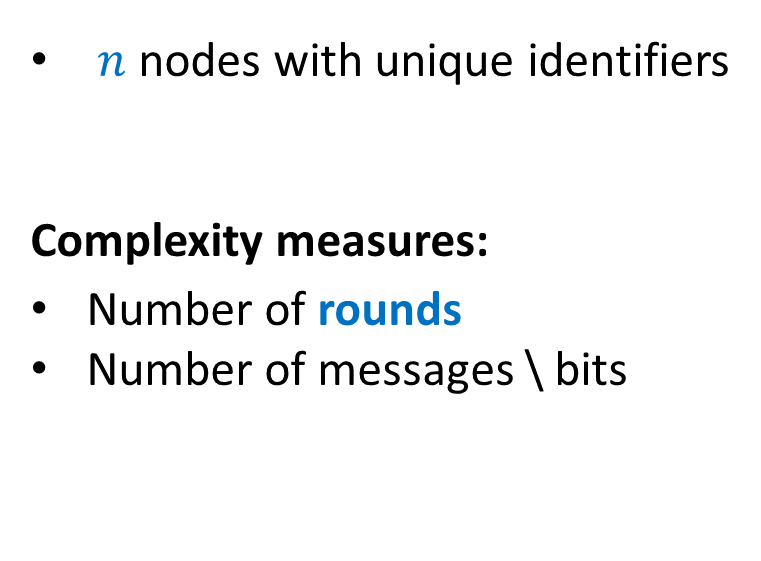 • n nodes with unique identifiers
Complexity measures:
• Number of rounds
• Number of messages \ bits